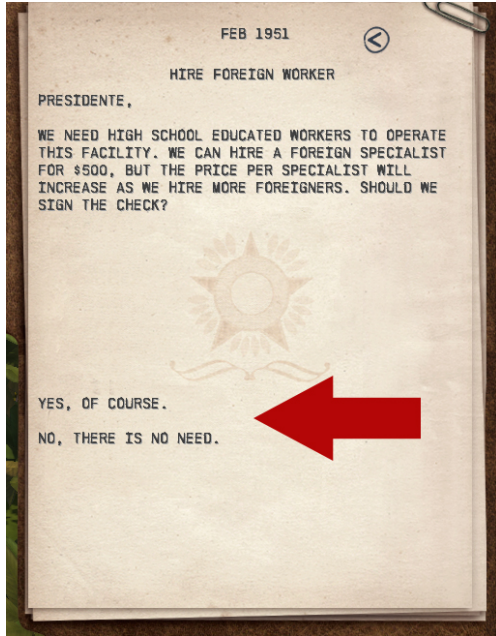 FEB 1951
HIRE FOREIGN WORKER
PRESIDENTE,
WE NEED HIGH SCHOOL EDUCATED WORKERS TO OPERATE
THIS FACILITY. WE CAN HIRE A FOREIGN SPECIALIST
FOR $500, BUT THE PRICE PER SPECIALIST WILL
INCREASE AS WE HIRE MORE FOREIGNERS. SHOULD WE
SIGN THE CHECK?
YES, OF COURSE.
NO, THERE IS NO NEED.